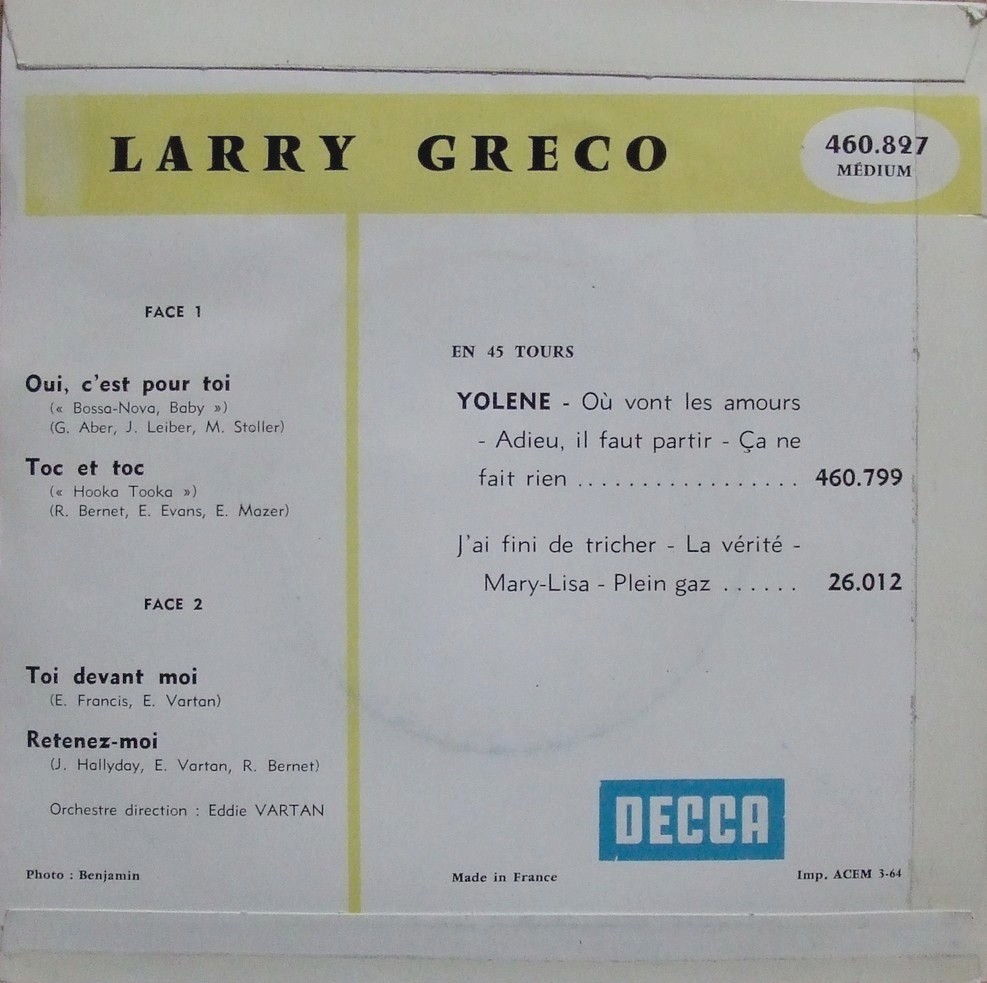 LARRY GRECO
460.827
MÉDIUM
FACE 1
Oui, c'est pour toi
(« Bossa-Nova, Baby »)
(G. Aber, J. Leiber, M. Stoller)
Toc et toc
(« Hooka Tooka »)
(R. Bernet, E. Evans, E. Mazer)
FACE 2
Toi devant moi
(E. Francis, E. Vartan)
Retenez-moi
(J. Hallyday, E. Vartan, R. Bernet)
Orchestre direction : Eddie VARTAN
Photo : Benjamin
EN 45 TOURS
YOLENE - Où vont les amours
- Adieu, il faut partir - Ça ne
fait rien ................. 460.799
J'ai fini de tricher - La vérité -
Mary-Lisa - Plein gaz ...... 26.012
DECCA
Made in France
Imp. ACEM 3-64